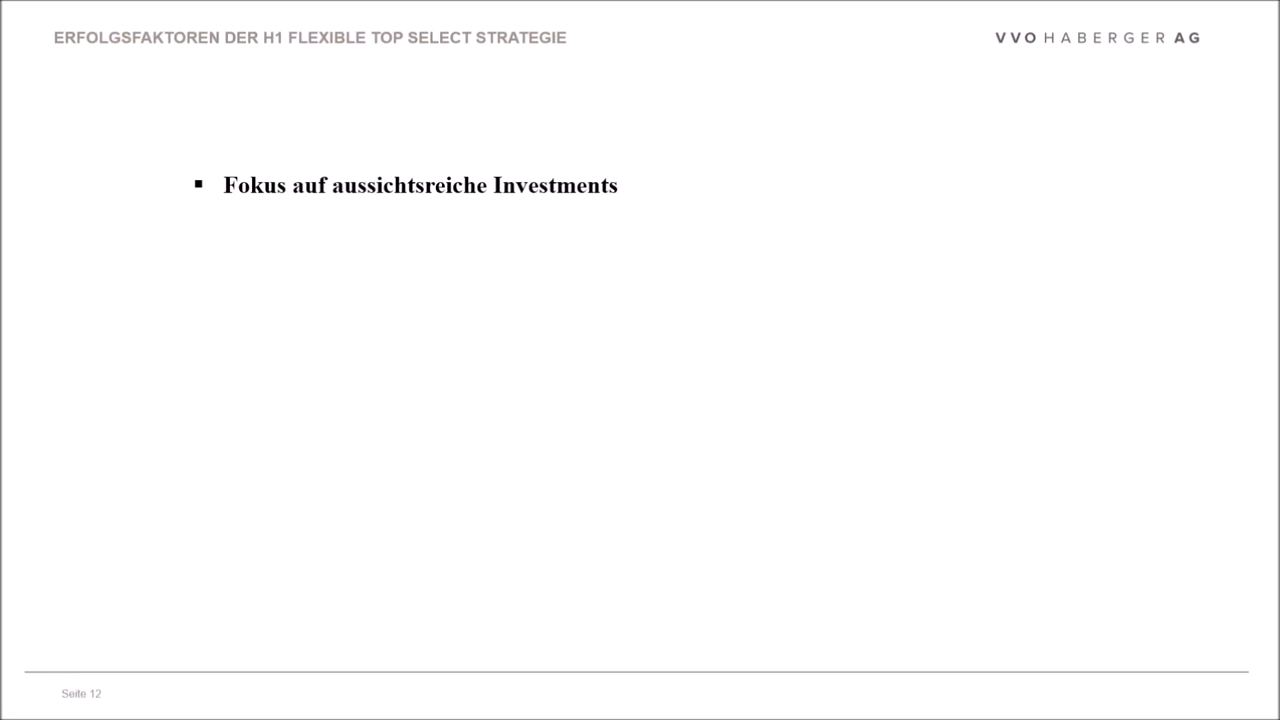 ERFOLGSFAKTOREN DER H1 FLEXIBLE TOP SELECT STRATEGIE
VVO HABERGER AG
▪ Fokus auf aussichtsreiche Investments
Seite 12